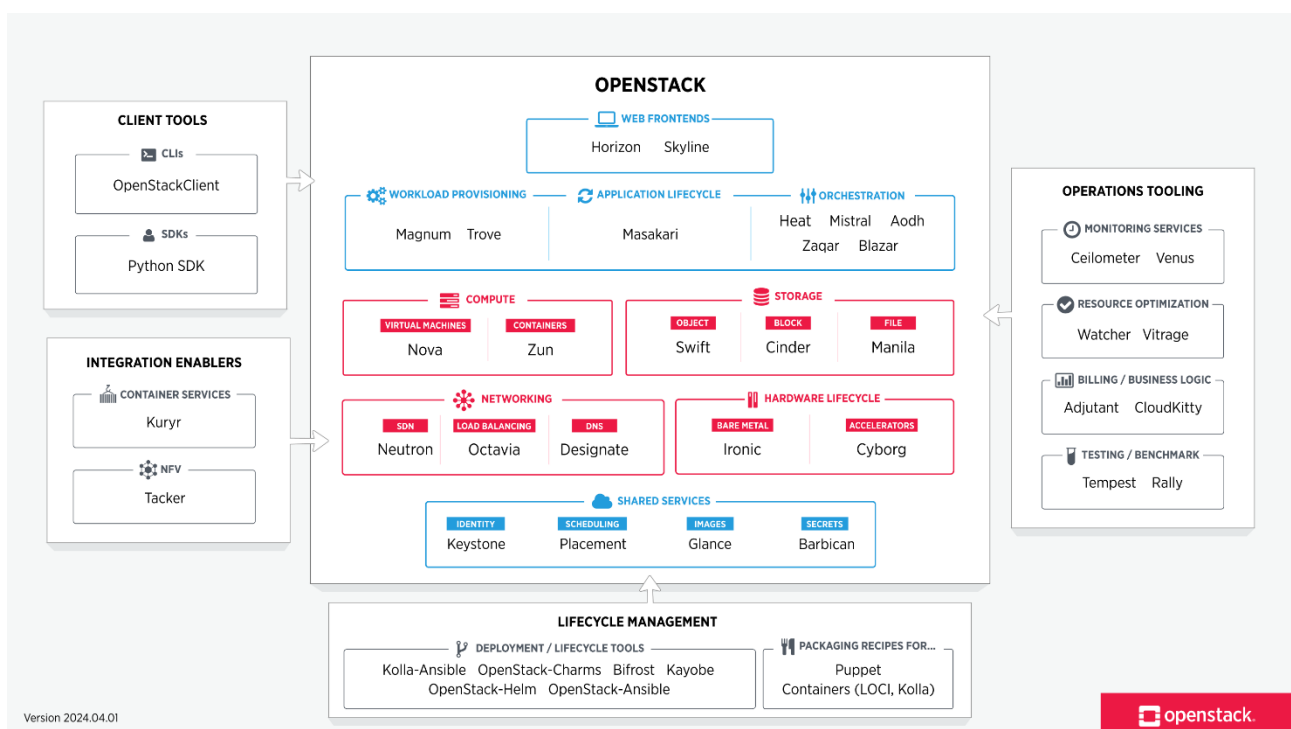 OPENSTACK
WEB FRONTENDS
Horizon Skyline
WORKLOAD PROVISIONING
Magnum Trove
APPLICATION LIFECYCLE
Masakari
ORCHESTRATION
Heat Mistral Aodh
Zaqar Blazar
COMPUTE
VIRTUAL MACHINES
Nova
CONTAINERS
Zun
STORAGE
OBJECT
Swift
BLOCK
Cinder
FILE
Manila
NETWORKING
SDN
Neutron
LOAD BALANCING
Octavia
DNS
Designate
HARDWARE LIFECYCLE
BARE METAL
Ironic
ACCELERATORS
Cyborg
SHARED SERVICES
IDENTITY
Keystone
SCHEDULING
Placement
IMAGES
Glance
SECRETS
Barbican
CLIENT TOOLS
CLIs
OpenStackClient
SDKs
Python SDK
INTEGRATION ENABLERS
CONTAINER SERVICES
Kuryr
NFV
Tacker
OPERATIONS TOOLING
MONITORING SERVICES
Ceilometer Venus
RESOURCE OPTIMIZATION
Watcher Vitrage
BILLING / BUSINESS LOGIC
Adjutant CloudKitty
TESTING / BENCHMARK
Tempest Rally
LIFECYCLE MANAGEMENT
DEPLOYMENT / LIFECYCLE TOOLS
Kolla-Ansible OpenStack-Charms Bifrost Kayobe
OpenStack-Helm OpenStack-Ansible
PACKAGING RECIPES FOR...
Puppet
Containers (LOCI, Kolla)
Version 2024.04.01
openstack.